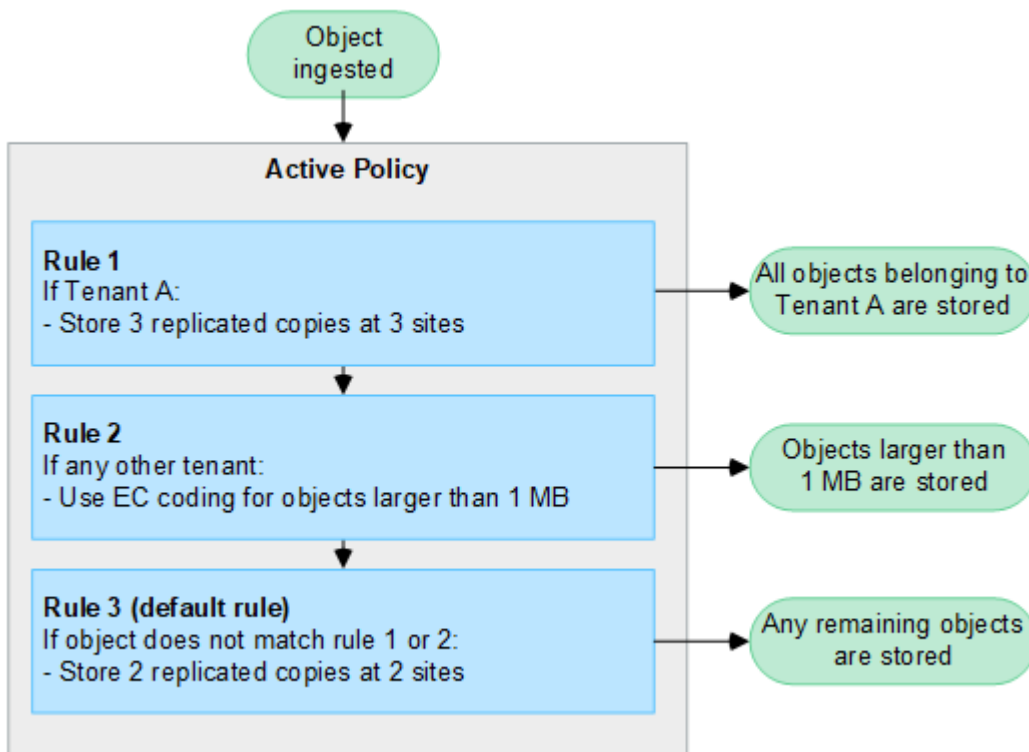 Object
ingested
Active Policy
Rule 1
If Tenant A:
- Store 3 replicated copies at 3 sites
All objects belonging to
Tenant A are stored
Rule 2
If any other tenant:
- Use EC coding for objects larger than 1 MB
Objects larger than
1 MB are stored
Rule 3 (default rule)
If object does not match rule 1 or 2:
- Store 2 replicated copies at 2 sites
Any remaining objects
are stored